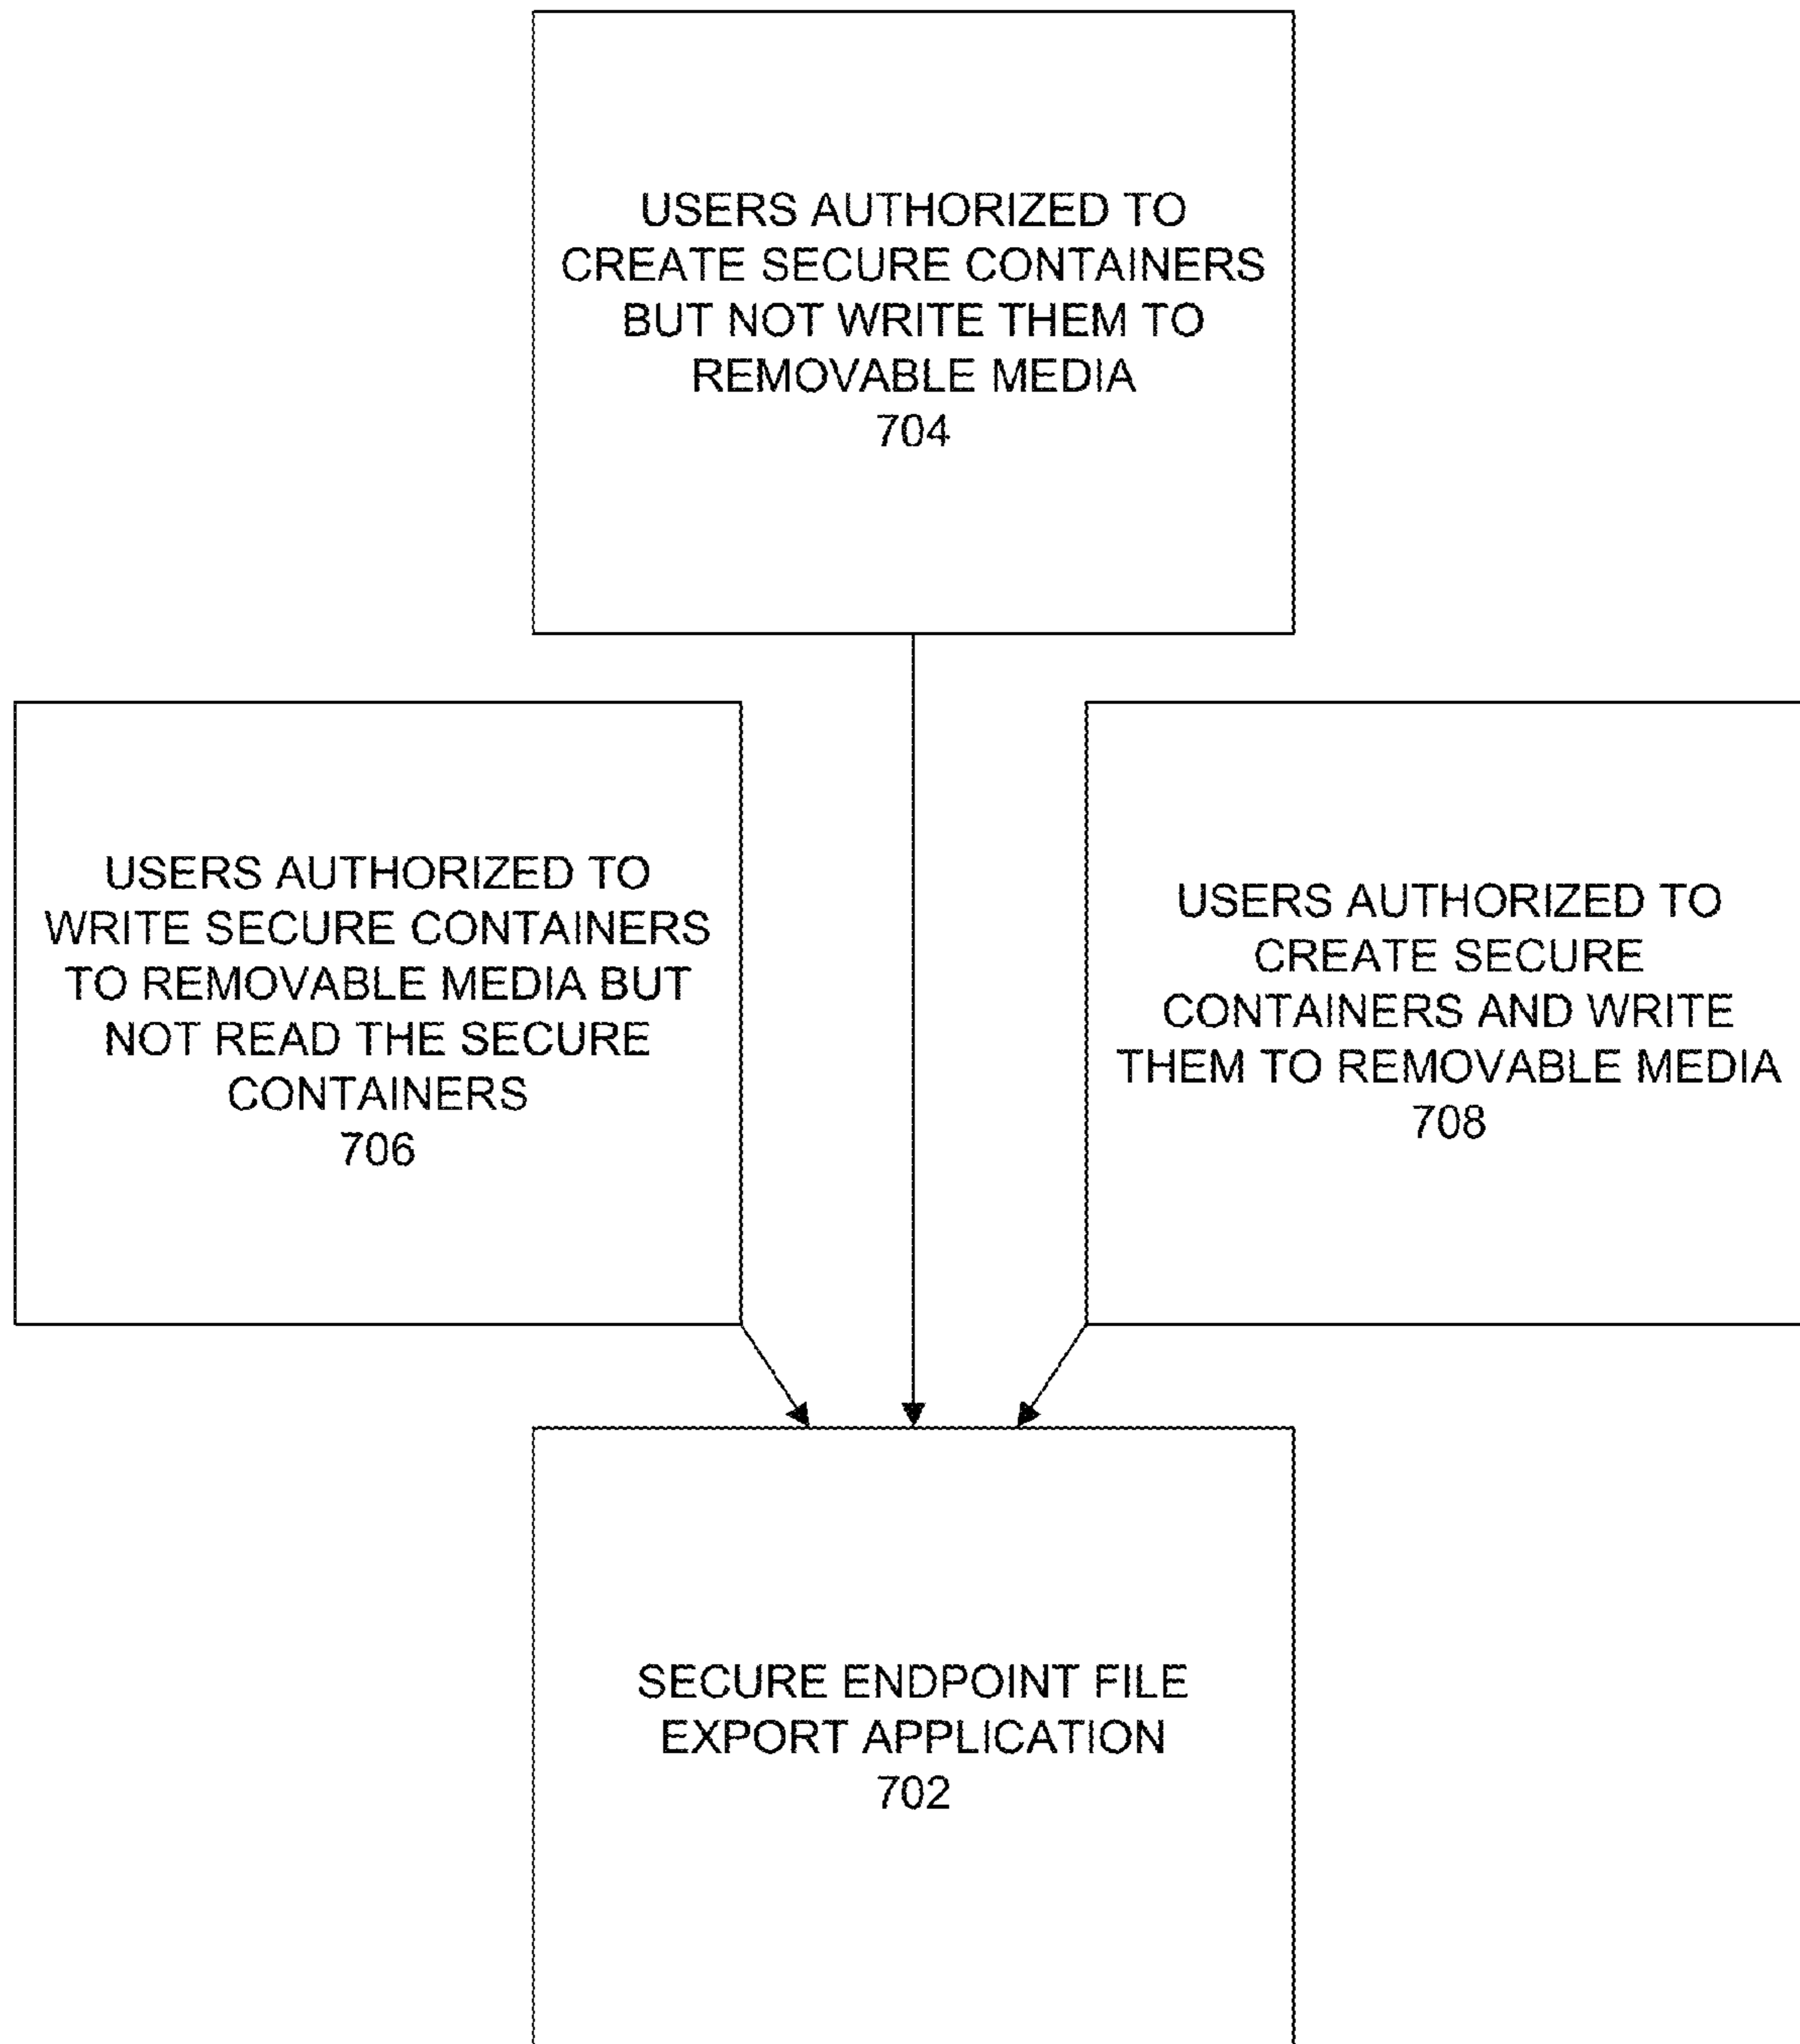 USERS AUTHORIZED TO
CREATE SECURE CONTAINERS
BUT NOT WRITE THEM TO
REMOVABLE MEDIA
704
USERS AUTHORIZED TO
WRITE SECURE CONTAINERS
TO REMOVABLE MEDIA BUT
NOT READ THE SECURE
CONTAINERS
706
USERS AUTHORIZED TO
CREATE SECURE
CONTAINERS AND WRITE
THEM TO REMOVABLE MEDIA
708
SECURE ENDPOINT FILE
EXPORT APPLICATION
702